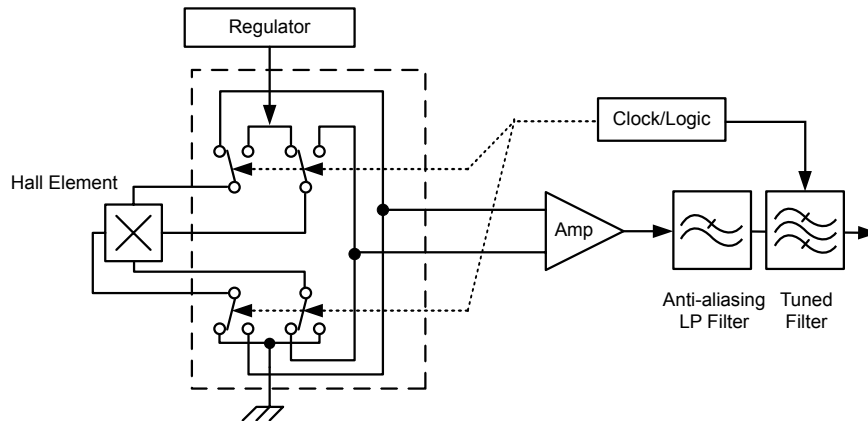 Regulator
Clock/Logic
Hall Element
Amp
Anti-aliasing
LP Filter
Tuned
Filter